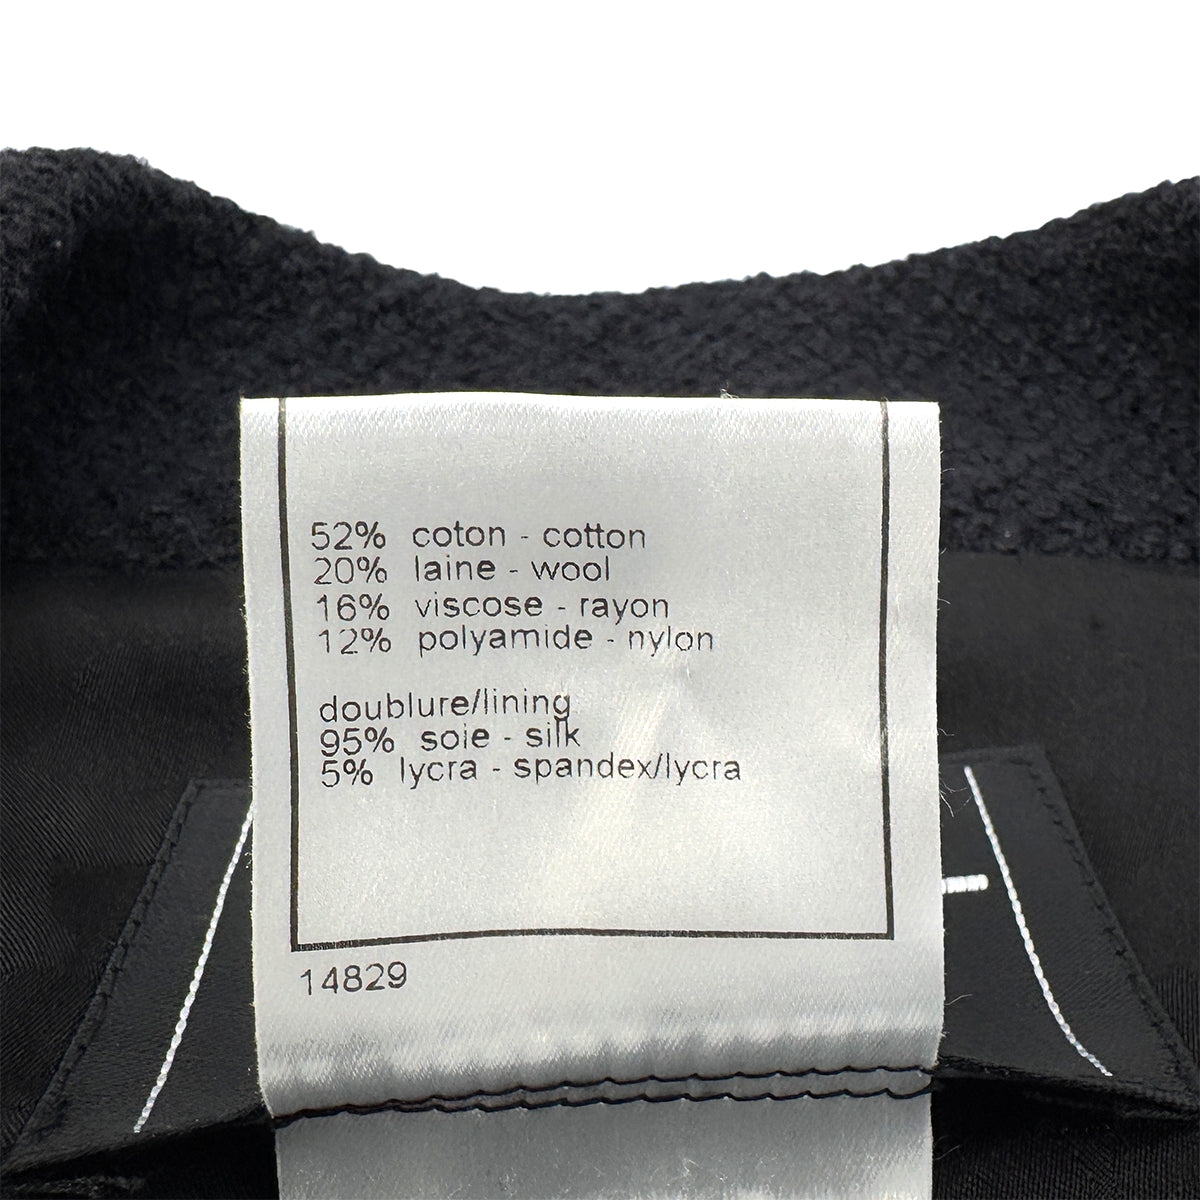 52% coton - cotton
20% laine - wool
16% viscose - rayon
12% polyamide - nylon
doublure/lining
95% soie - silk
5% lycra - spandex/lycra
14829